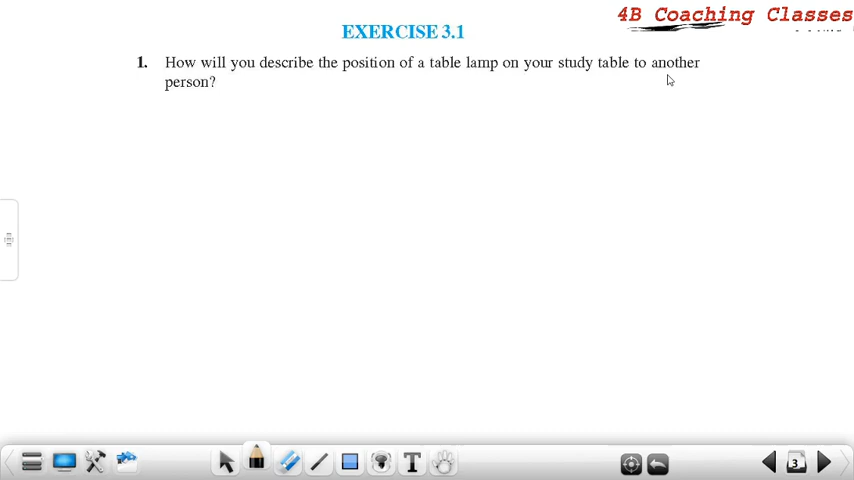 4B Coaching Classes
EXERCISE 3.1
1. How will you describe the position of a table lamp on your study table to another
person?
T
3